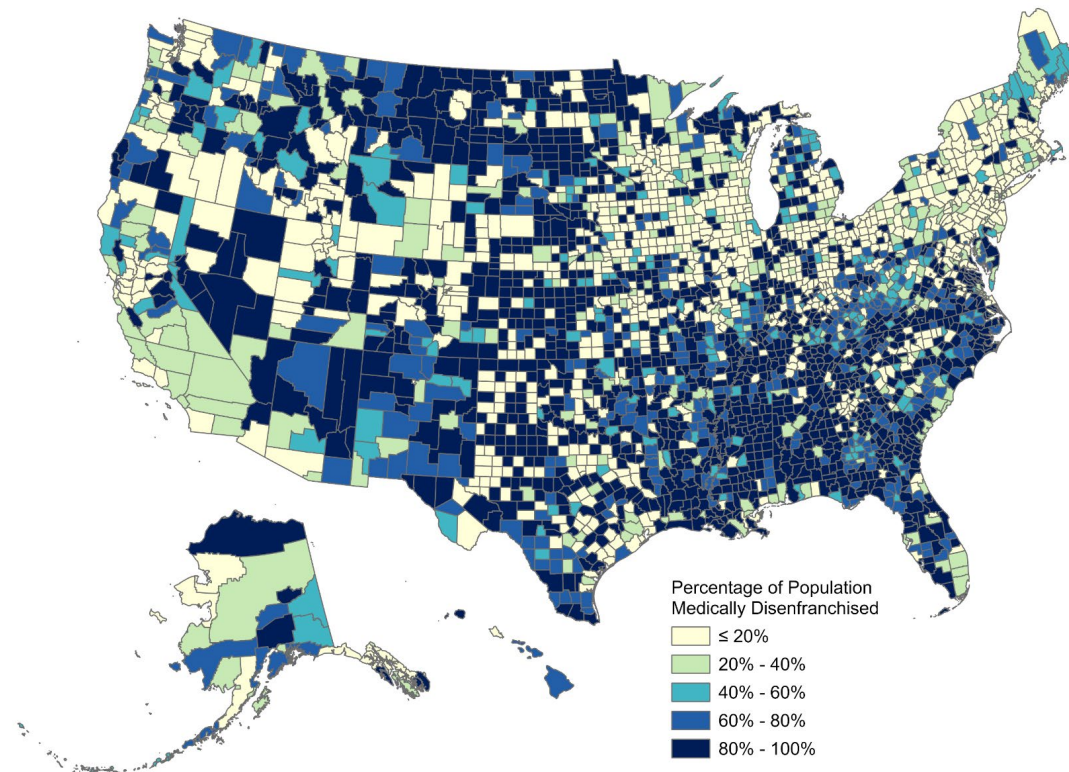 Percentage of Population
Medically Disenfranchised
≤ 20%
20% - 40%
40% - 60%
60% - 80%
80% - 100%